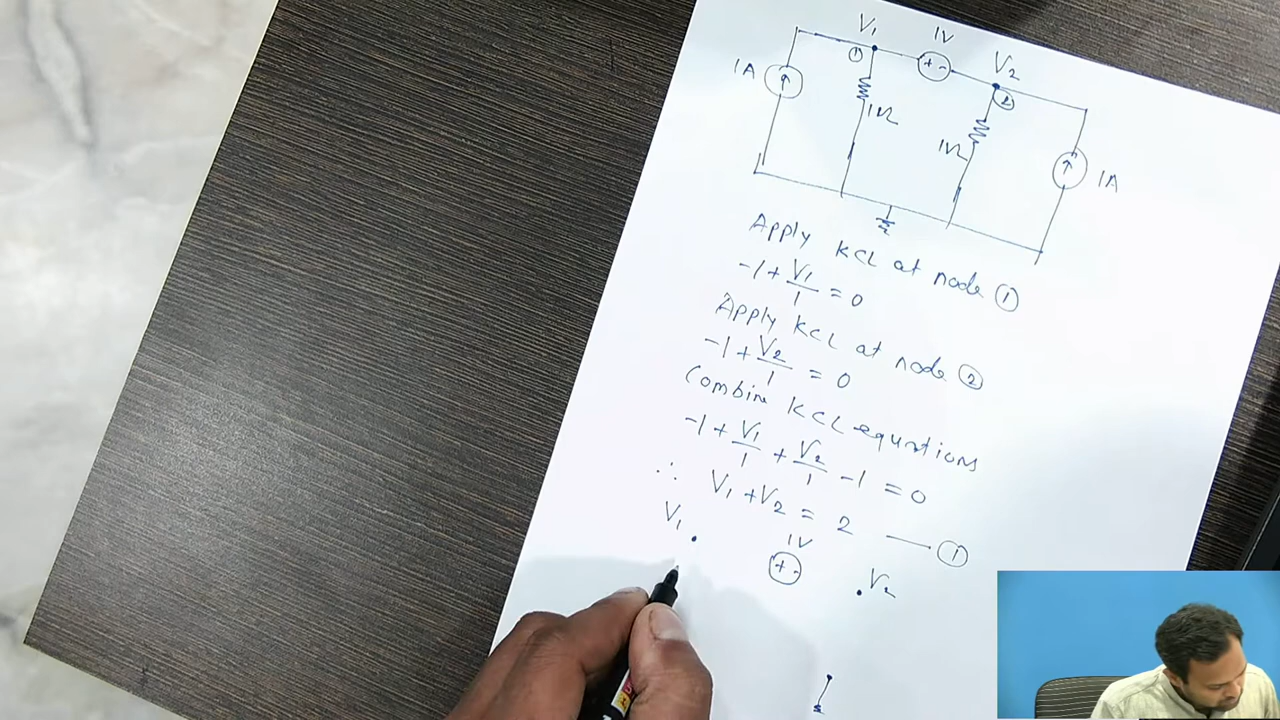 V₁ 1V V₂
1A ① + - ②
1Ω 1Ω 1A
Apply KCL at node ①
-1 + V₁/1 = 0
Apply KCL at node ②
-1 + V₂/1 = 0
Combine KCL equations
-1 + V₁/1 + V₂/1 - 1 = 0
∴ V₁ + V₂ = 2 — ①
V₁ 1V
+ - V₂